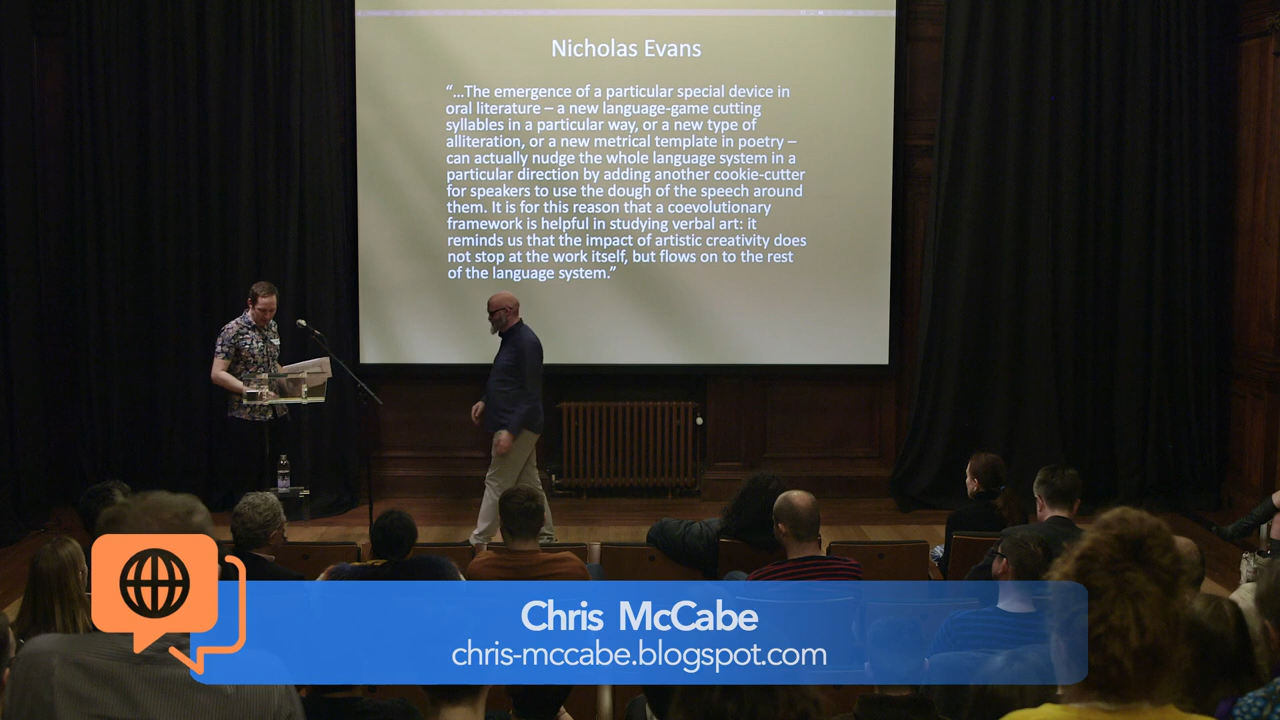 Nicholas Evans
“…The emergence of a particular special device in
oral literature – a new language-game cutting
syllables in a particular way, or a new type of
alliteration, or a new metrical template in poetry –
can actually nudge the whole language system in a
particular direction by adding another cookie-cutter
for speakers to use the dough of the speech around
them. It is for this reason that a coevolutionary
framework is helpful in studying verbal art: it
reminds us that the impact of artistic creativity does
not stop at the work itself, but flows on to the rest
of the language system.”
Chris McCabe
chris-mccabe.blogspot.com